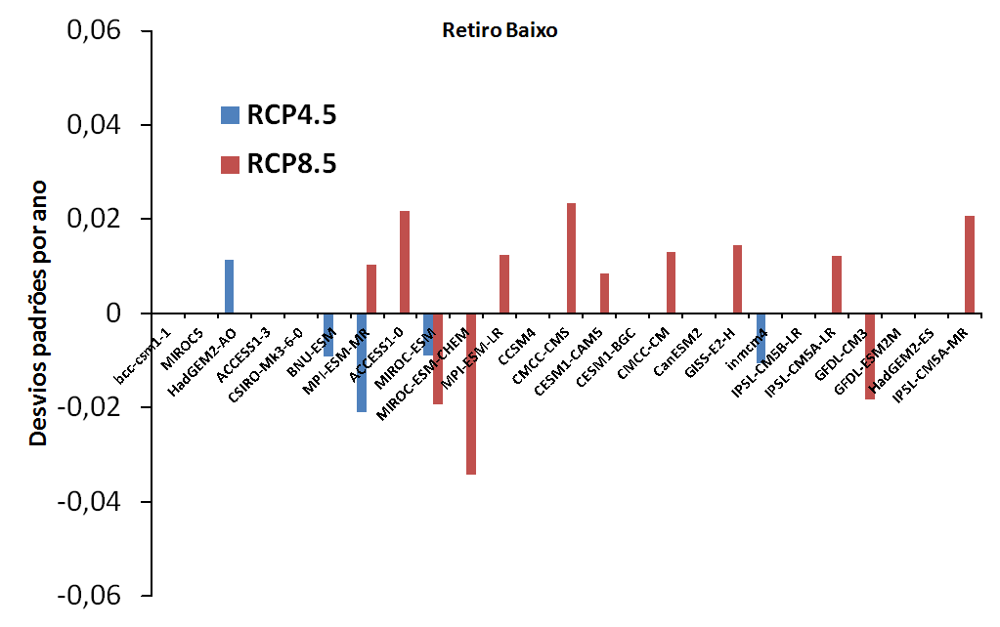 Retiro Baixo
0,06
0,04
0,02
0
-0,02
-0,04
-0,06
Desvios padrões por ano
RCP4.5
RCP8.5
bcc-csm1-1
MIROC5
HadGEM2-AO
ACCESS1-3
CSIRO-Mk3-6-0
BNU-ESM
MPI-ESM-MR
ACCESS1-0
MIROC-ESM
MIROC-ESM-CHEM
MPI-ESM-LR
CCSM4
CMCC-CMS
CESM1-CAM5
CESM1-BGC
CMCC-CM
CanESM2
GISS-E2-H
inmcm4
IPSL-CM5B-LR
IPSL-CM5A-LR
GFDL-CM3
GFDL-ESM2M
HadGEM2-ES
IPSL-CM5A-MR